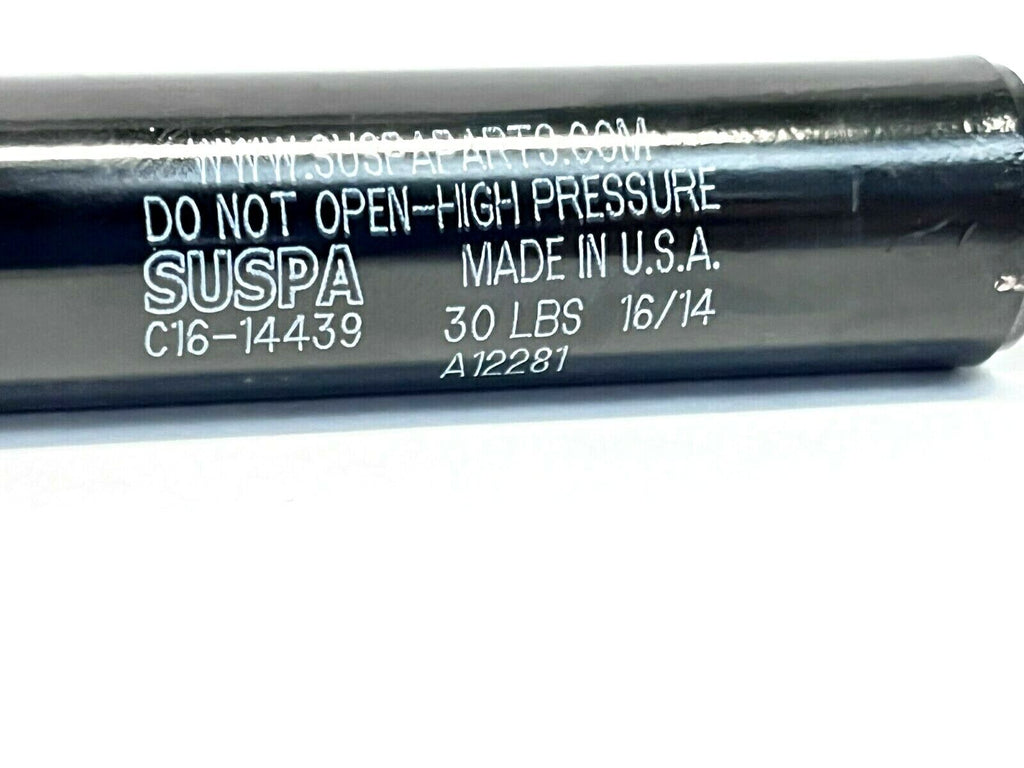 WWW.SUSPAPARTS.COM
DO NOT OPEN-HIGH PRESSURE
SUSPA MADE IN U.S.A.
C16-14439 30 LBS 16/14
A12281